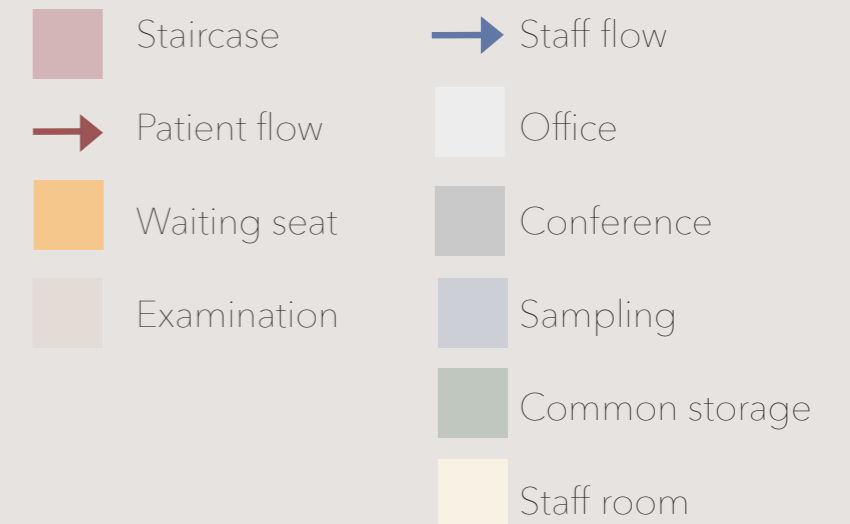 Staircase
Patient flow
Waiting seat
Examination
Staff flow
Office
Conference
Sampling
Common storage
Staff room